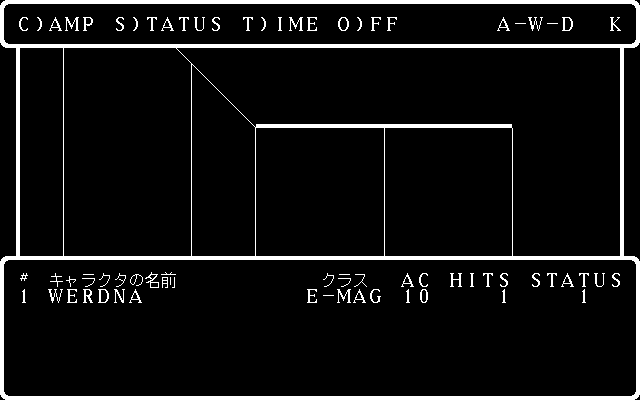 C)AMP S)TATUS T)IME O)FF A-W-D K
# キャラクタの名前 クラス AC HITS STATUS
1 WERDNA E-MAG 10 1 1